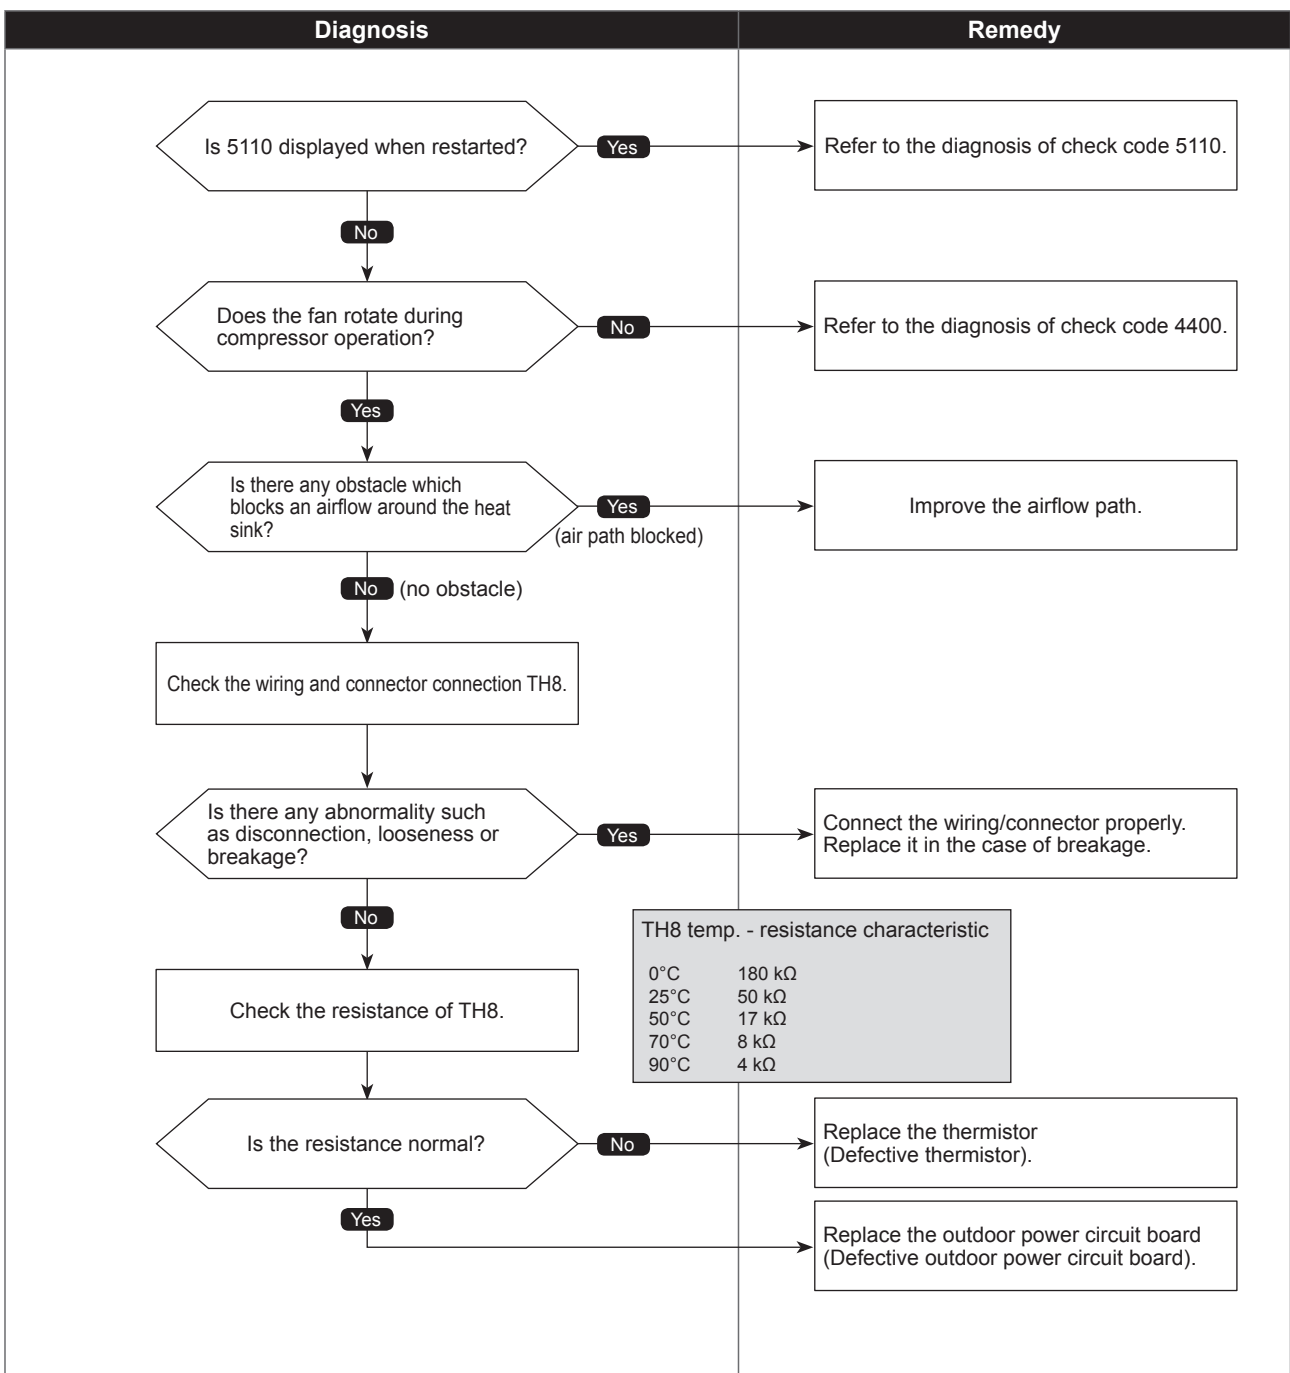 Diagnosis
Remedy
Is 5110 displayed when restarted?
Yes
Refer to the diagnosis of check code 5110.
No
Does the fan rotate during
compressor operation?
No
Refer to the diagnosis of check code 4400.
Yes
Is there any obstacle which
blocks an airflow around the heat
sink?
Yes
(air path blocked)
Improve the airflow path.
No (no obstacle)
Check the wiring and connector connection TH8.
Is there any abnormality such
as disconnection, looseness or
breakage?
Yes
Connect the wiring/connector properly.
Replace it in the case of breakage.
No
TH8 temp. - resistance characteristic
0°C 180 kΩ
25°C 50 kΩ
50°C 17 kΩ
70°C 8 kΩ
90°C 4 kΩ
Check the resistance of TH8.
Is the resistance normal?
No
Replace the thermistor
(Defective thermistor).
Yes
Replace the outdoor power circuit board
(Defective outdoor power circuit board).